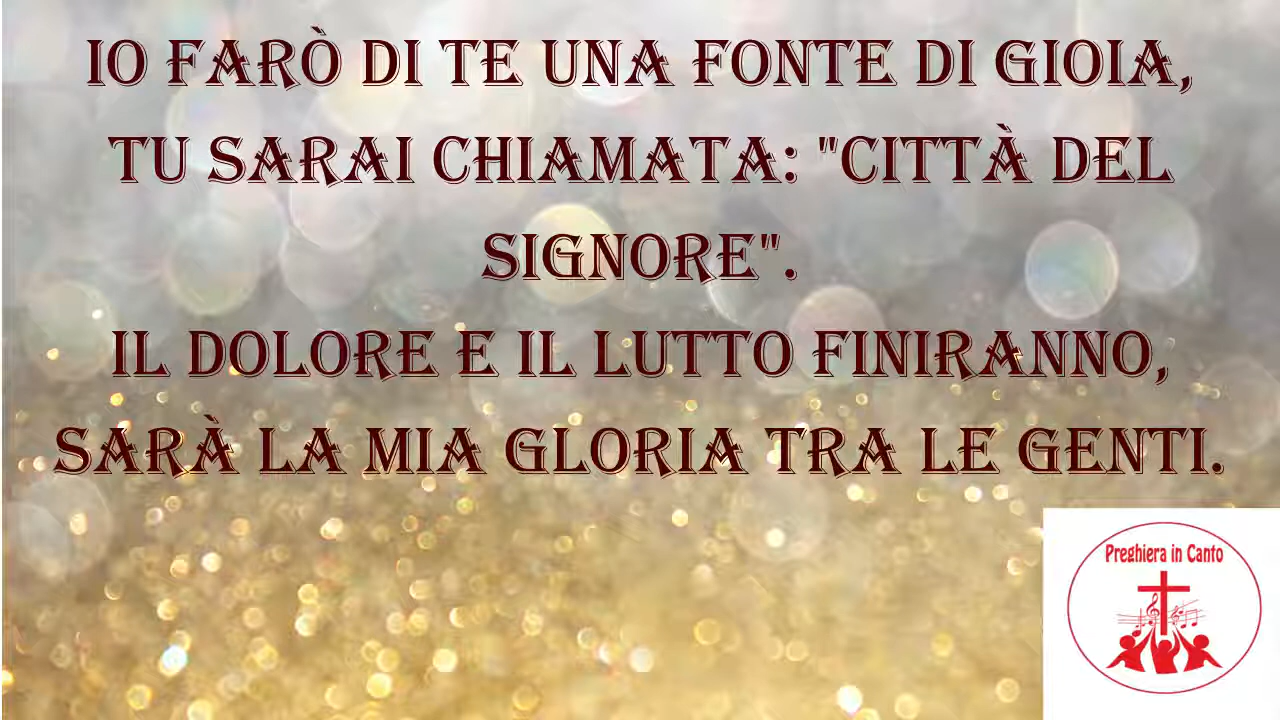 IO FARÒ DI TE UNA FONTE DI GIOIA,
TU SARAI CHIAMATA: "CITTÀ DEL
SIGNORE".
IL DOLORE E IL LUTTO FINIRANNO,
SARÀ LA MIA GLORIA TRA LE GENTI.
Preghiera in Canto